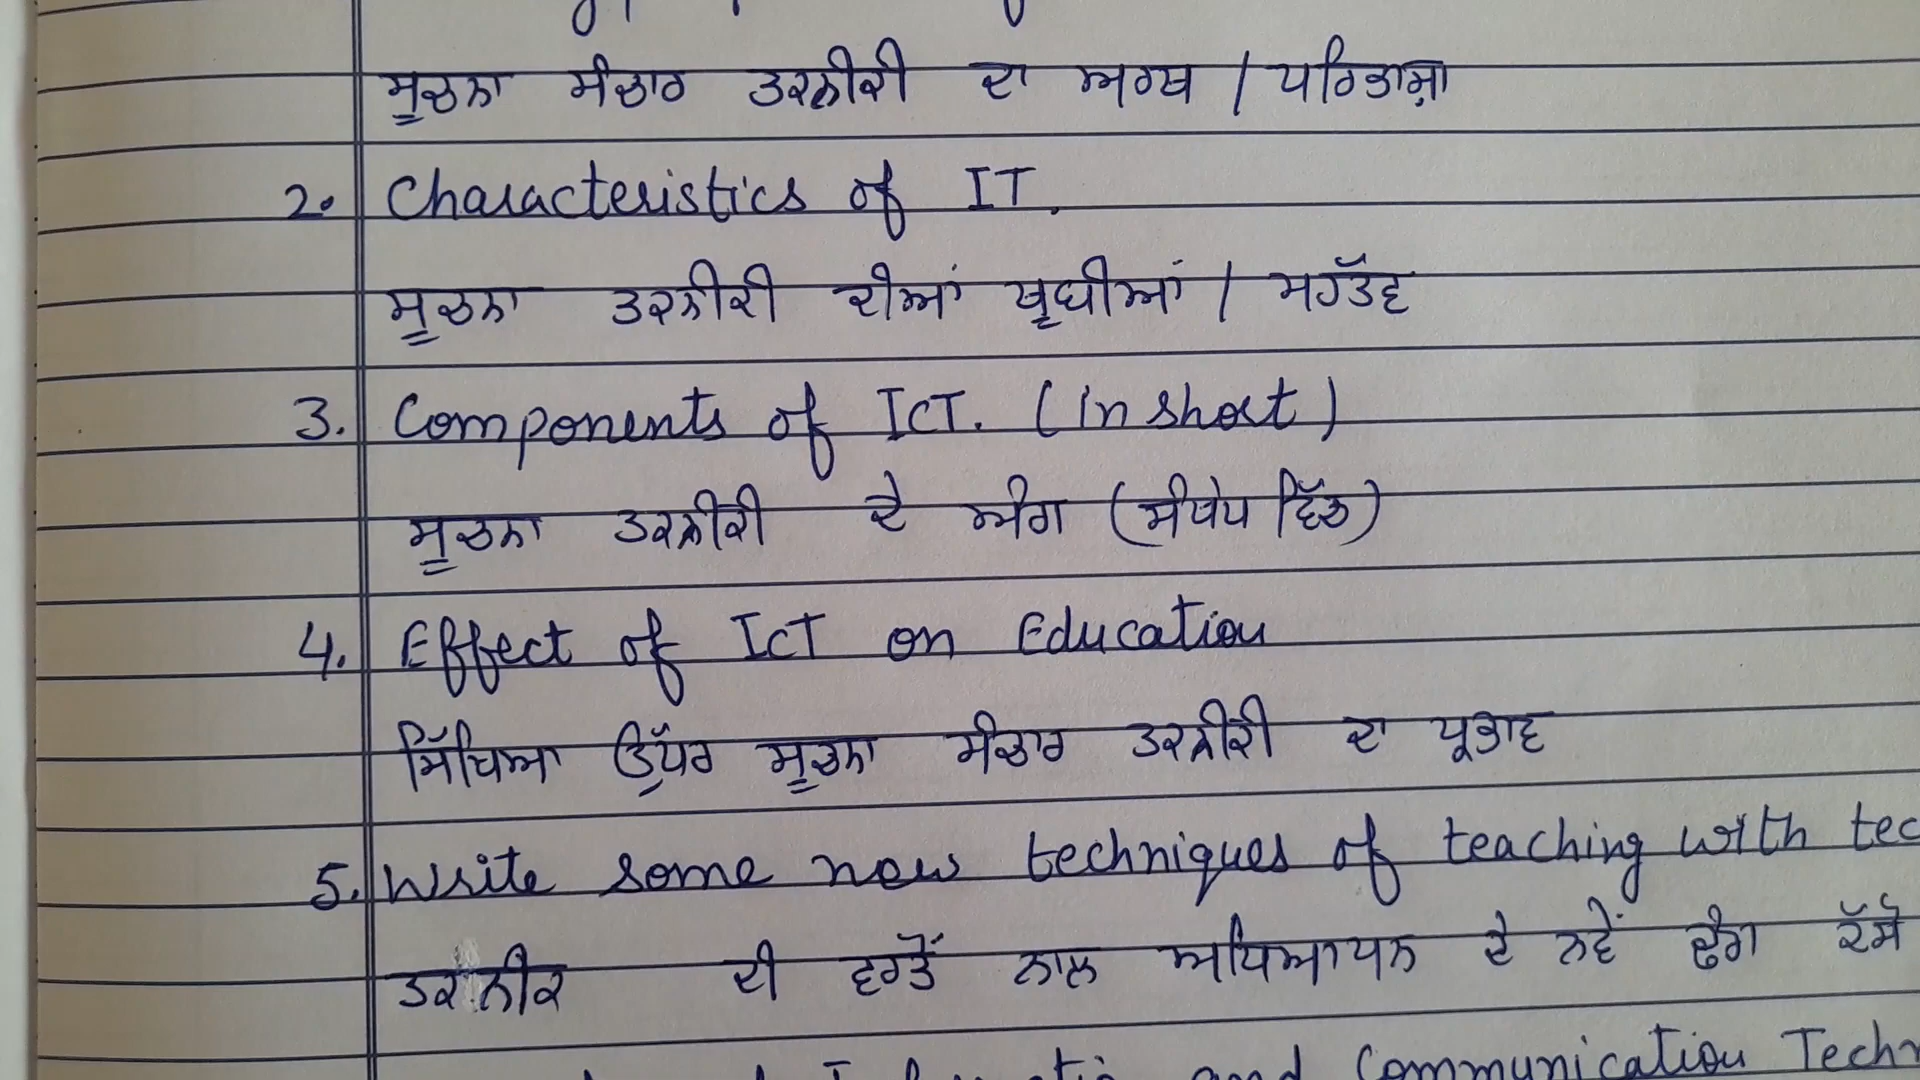 ਸੂਚਨਾ ਸੰਚਾਰ ਤਕਨੀਕੀ ਦਾ ਅਰਥ / ਪਰਿਭਾਸ਼ਾ
2. Characteristics of IT.
ਸੂਚਨਾ ਤਕਨੀਕੀ ਦੀਆਂ ਖੂਬੀਆਂ / ਮਹੱਤਵ
3. Components of ICT. (in short)
ਸੂਚਨਾ ਤਕਨੀਕੀ ਦੇ ਅੰਗ (ਸੰਖੇਪ ਵਿੱਚ)
4. Effect of ICT on Education
ਸਿੱਖਿਆ ਉੱਪਰ ਸੂਚਨਾ ਸੰਚਾਰ ਤਕਨੀਕੀ ਦਾ ਪ੍ਰਭਾਵ
5. Write some new techniques of teaching with tec
ਤਕਨੀਕ ਦੀ ਵਰਤੋਂ ਨਾਲ ਅਧਿਆਪਨ ਦੇ ਨਵੇਂ ਢੰਗ ਦੱਸੋ
and Communication Techn